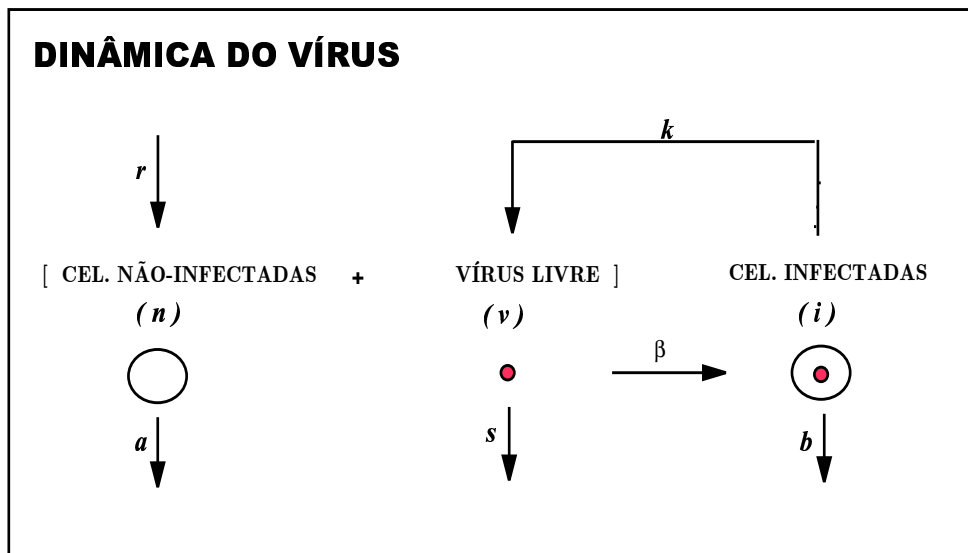 DINÂMICA DO VÍRUS
k
r
[ CEL. NÃO-INFECTADAS + VÍRUS LIVRE ] CEL. INFECTADAS
( n ) ( v ) ( i )
β
a s b